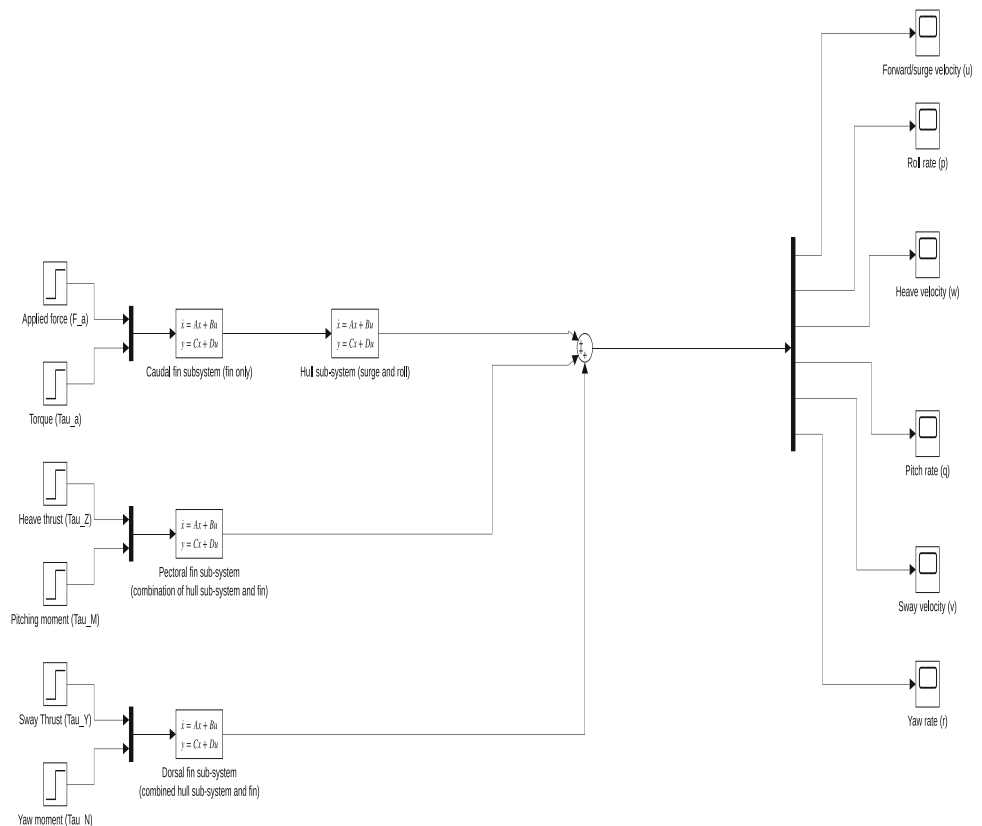 Forward/surge velocity (u)
Roll rate (p)
Heave velocity (w)
Applied force (F_a)
ẋ = Ax + Bu
y = Cx + Du
Caudal fin subsystem (fin only)
ẋ = Ax + Bu
y = Cx + Du
Hull sub-system (surge and roll)
+
+
+
Torque (Tau_a)
Pitch rate (q)
Heave thrust (Tau_Z)
ẋ = Ax + Bu
y = Cx + Du
Pectoral fin sub-system
(combination of hull sub-system and fin)
Pitching moment (Tau_M)
Sway velocity (v)
Sway Thrust (Tau_Y)
ẋ = Ax + Bu
y = Cx + Du
Dorsal fin sub-system
(combined hull sub-system and fin)
Yaw rate (r)
Yaw moment (Tau_N)